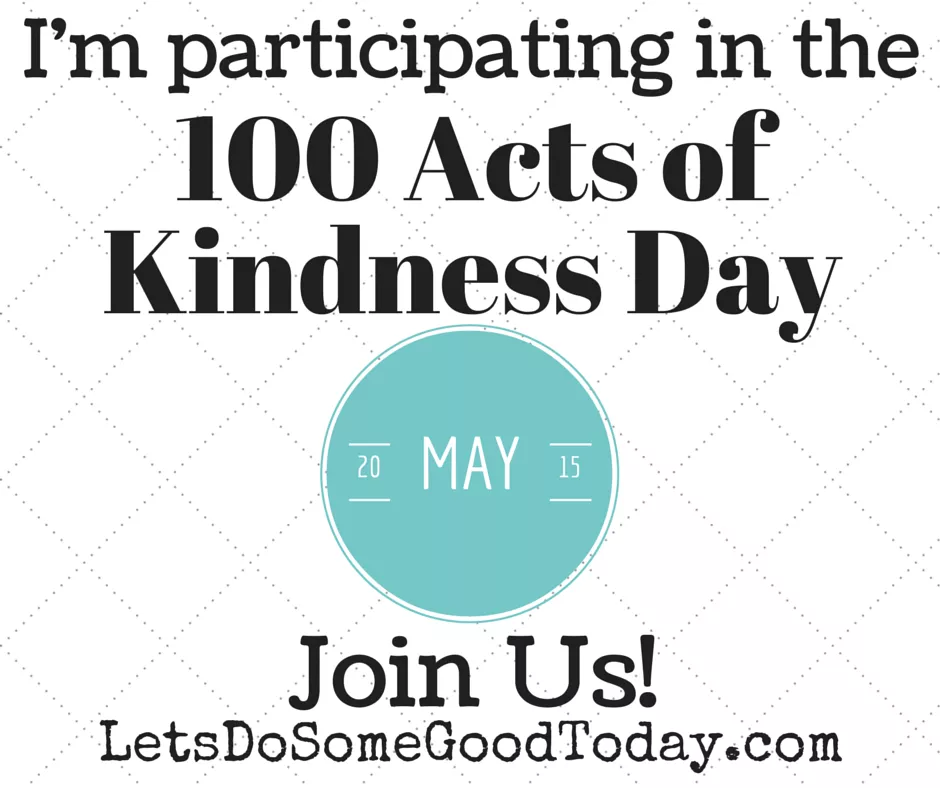 I'm participating in the
100 Acts of
Kindness Day
20 MAY 15
Join Us!
LetsDoSomeGoodToday.com